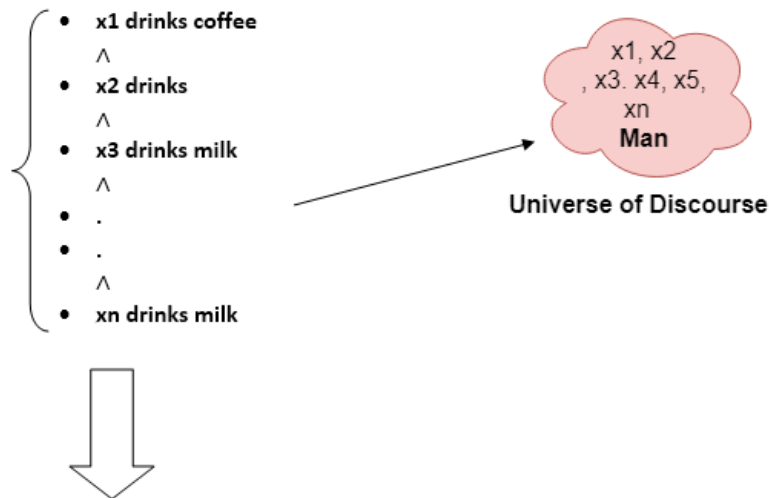 • x1 drinks coffee
^
• x2 drinks
^
• x3 drinks milk
^
• .
• .
^
• xn drinks milk
x1, x2
, x3. x4, x5,
xn
Man
Universe of Discourse